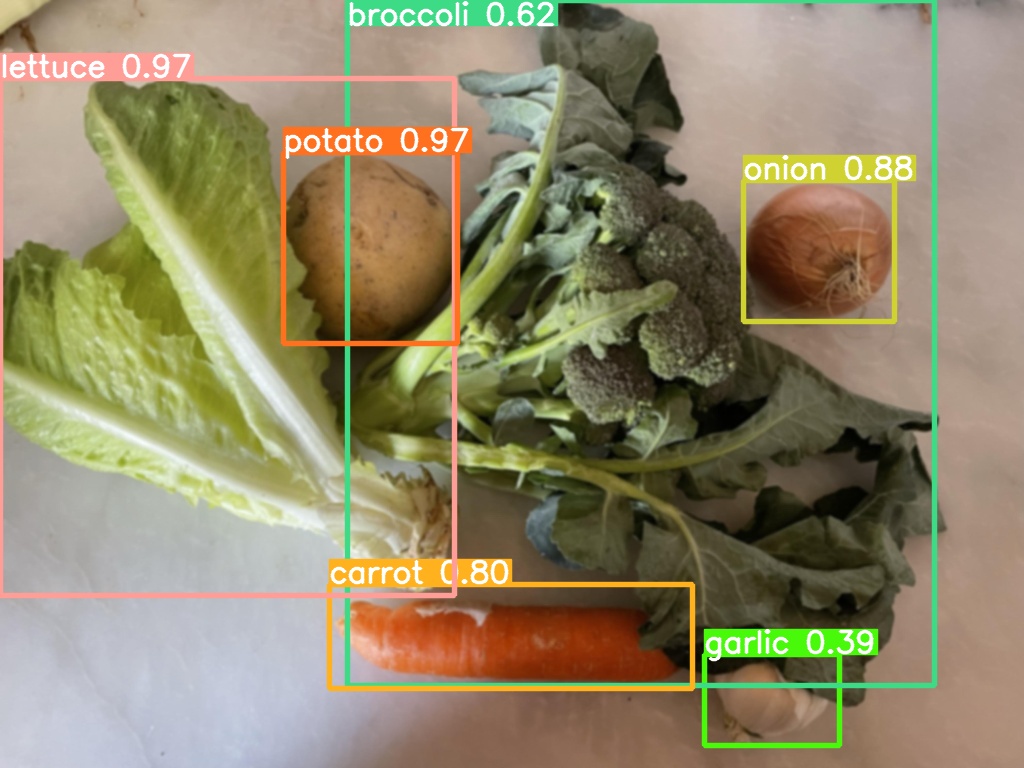 broccoli 0.62
lettuce 0.97
potato 0.97
onion 0.88
carrot 0.80
garlic 0.39